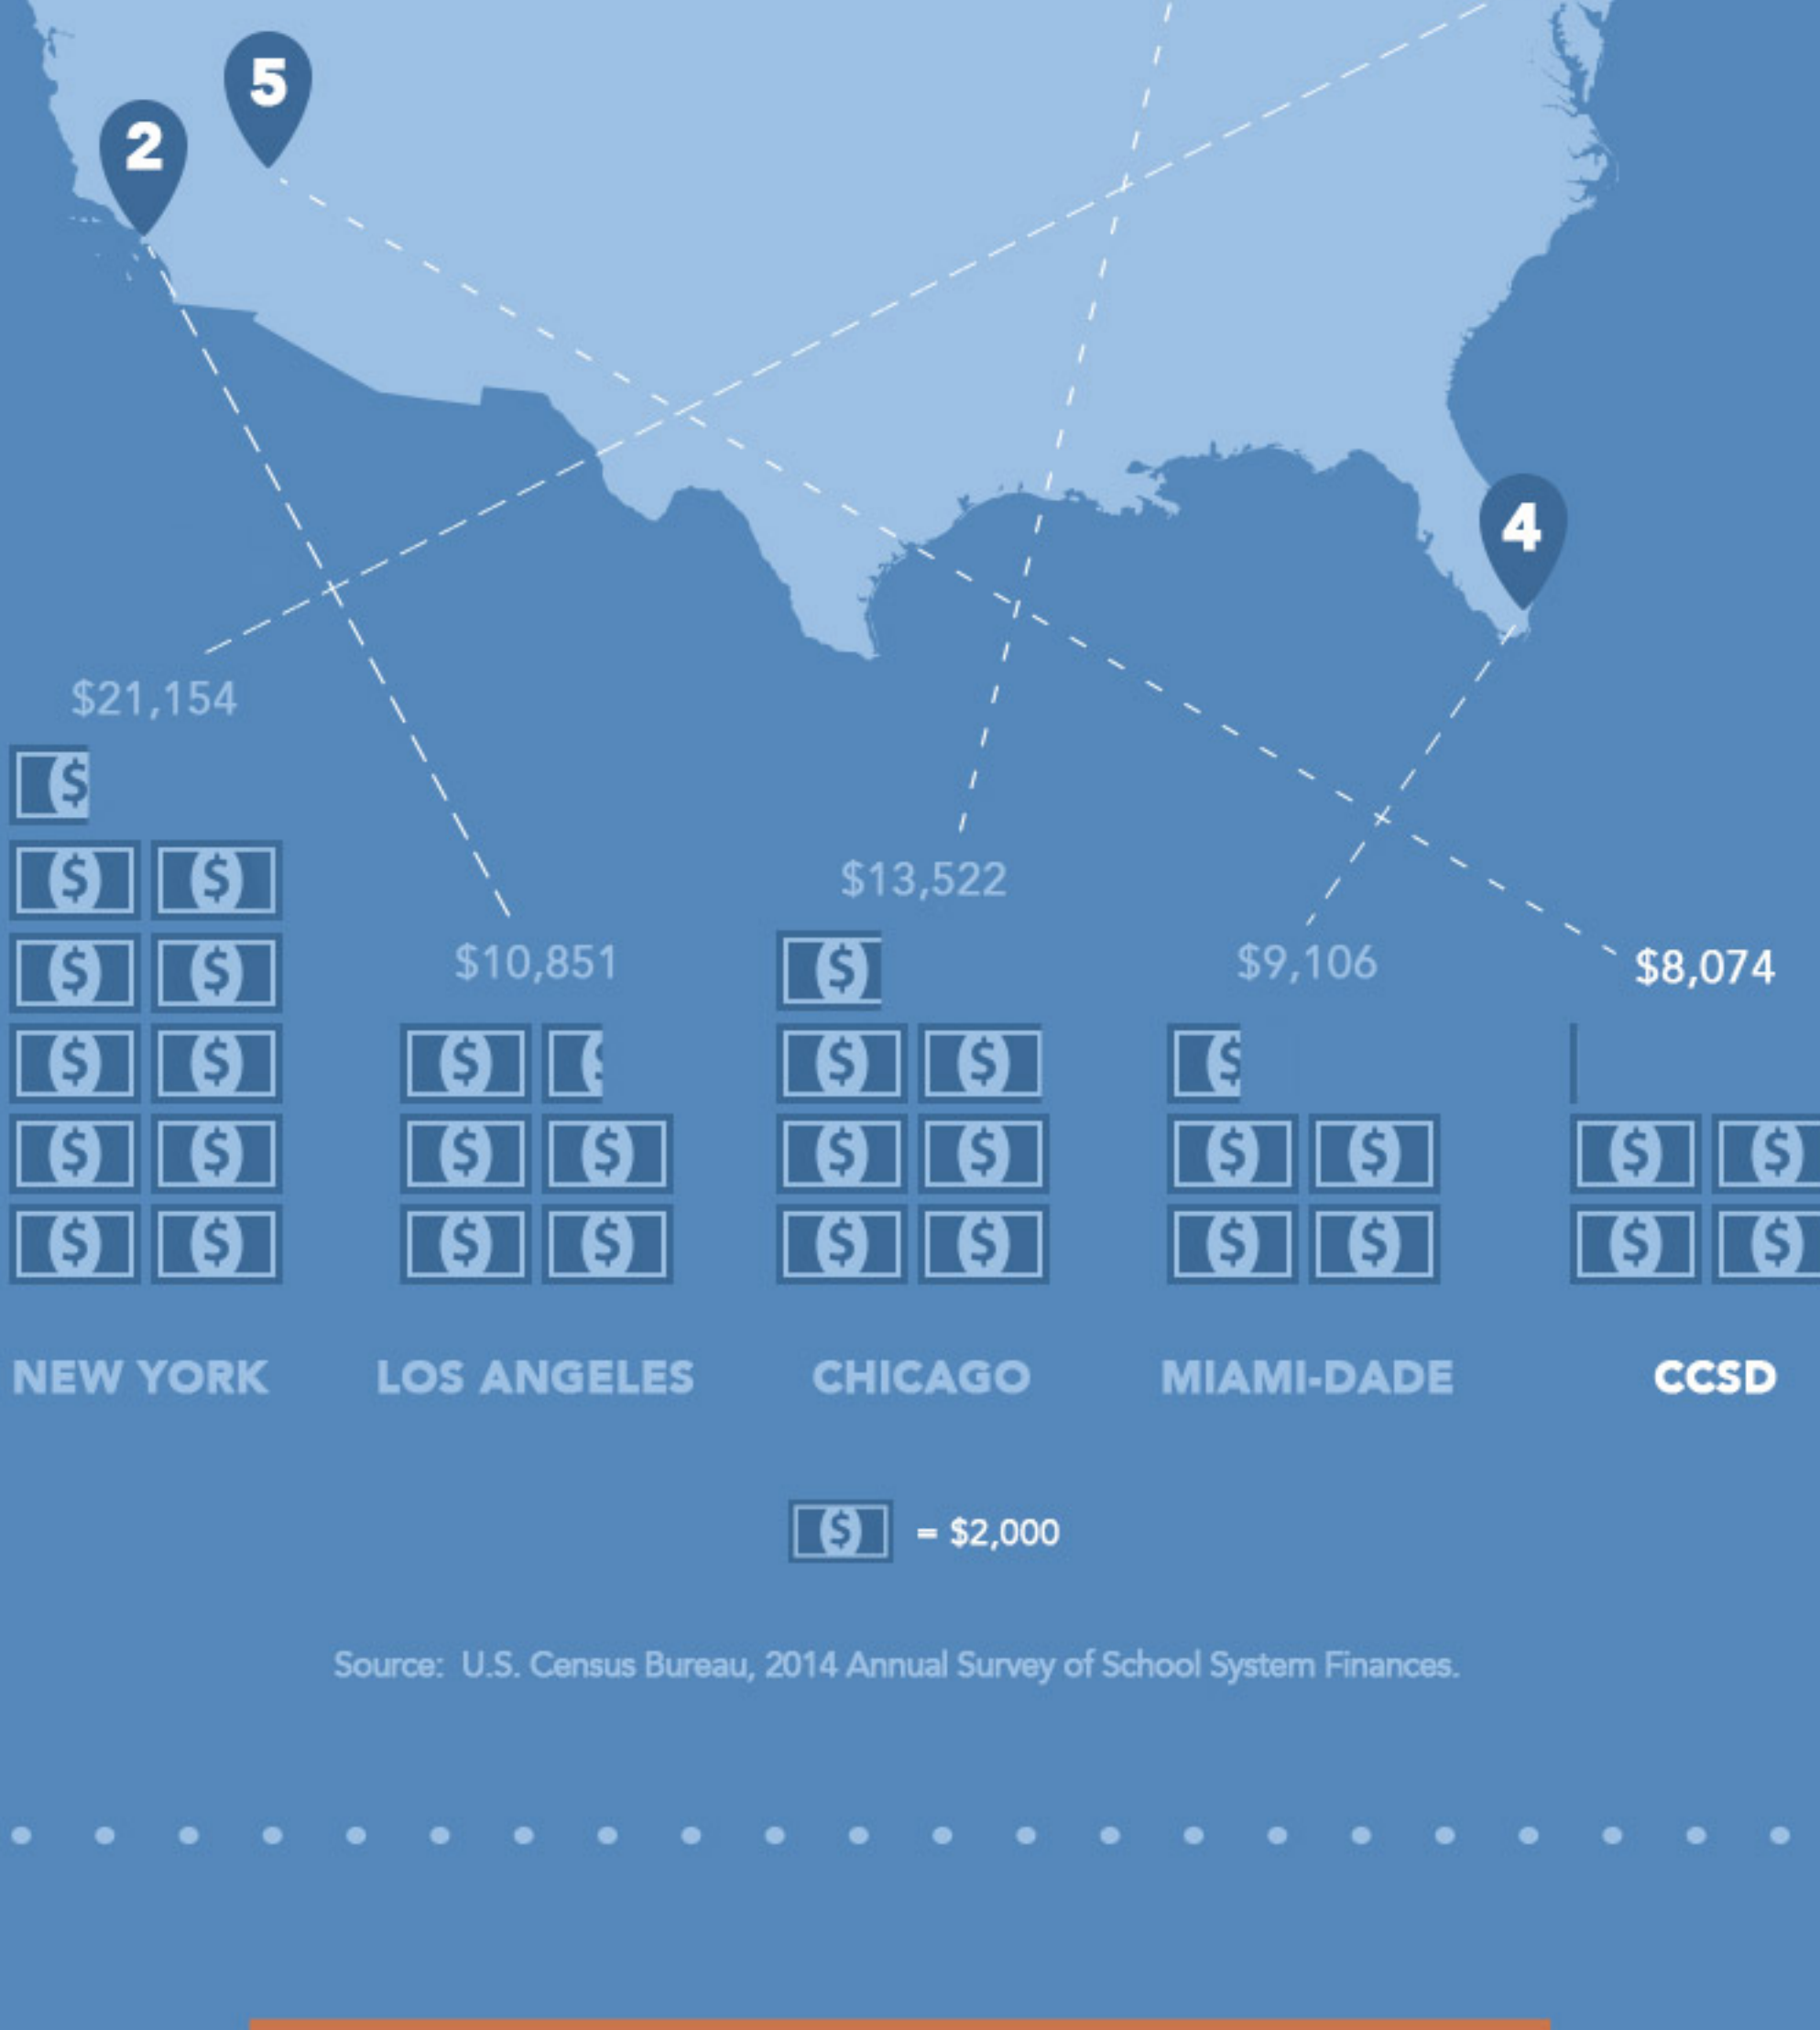 5
2
4
$21,154
$13,522
$10,851
$9,106
$8,074
NEW YORK
LOS ANGELES
CHICAGO
MIAMI-DADE
CCSD
$ = $2,000
Source: U.S. Census Bureau, 2014 Annual Survey of School System Finances.